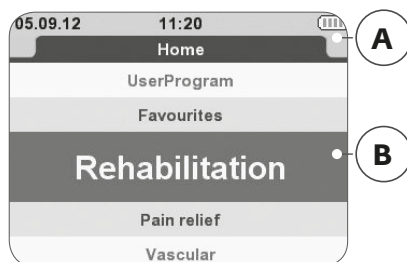 05.09.12 11:20
A
Home
UserProgram
Favourites
Rehabilitation
B
Pain relief
Vascular